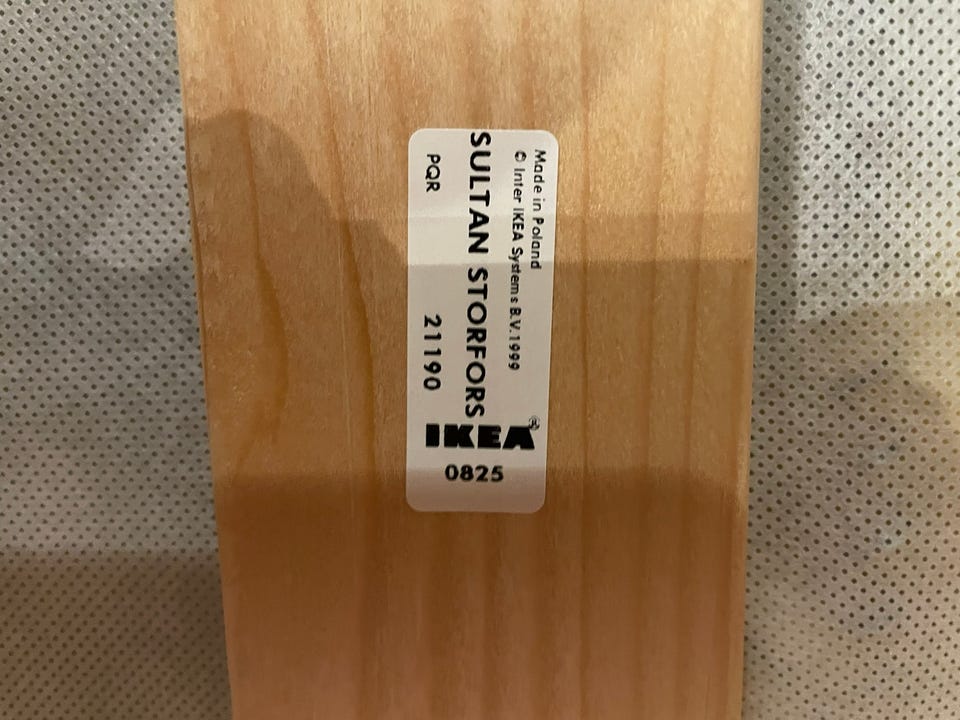 Made in Poland
© Inter IKEA Systems B.V. 1999
SULTAN STORFORS
PQR 21190
IKEA®
0825